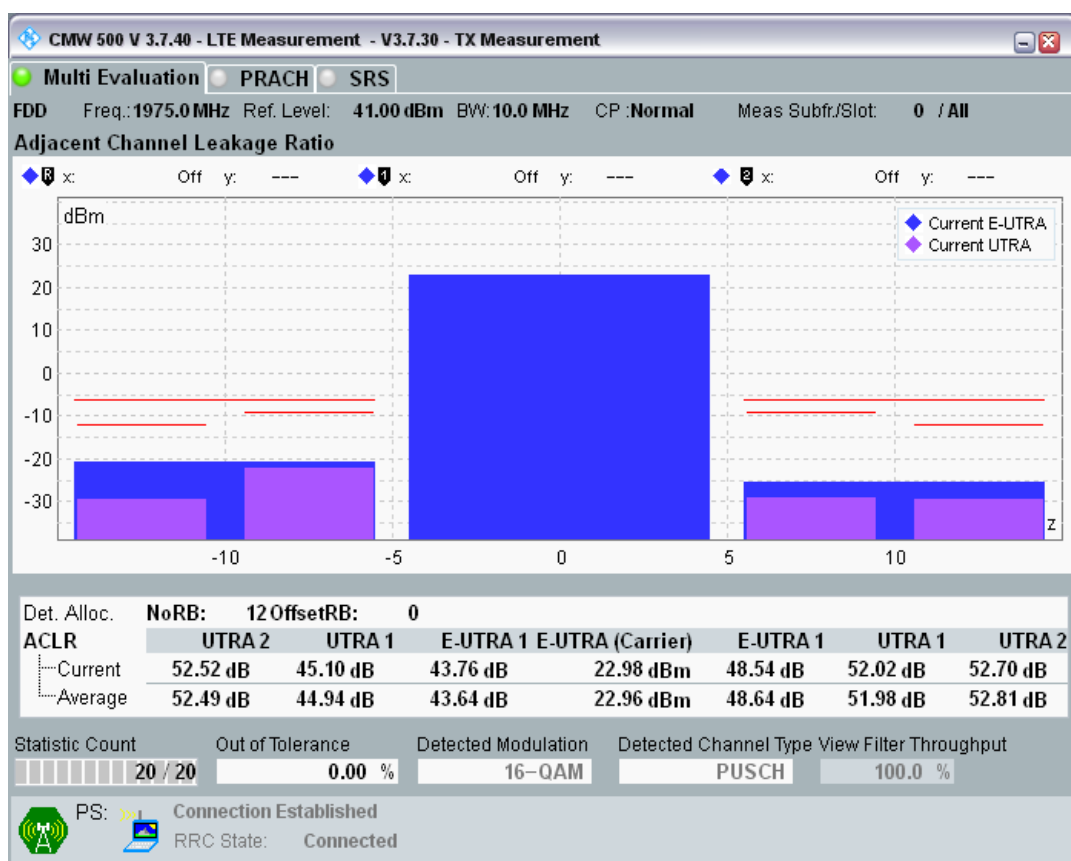 CMW 500 V 3.7.40 - LTE Measurement - V3.7.30 - TX Measurement
Multi Evaluation PRACH SRS
FDD Freq.: 1975.0 MHz Ref. Level: 41.00 dBm BW: 10.0 MHz CP :Normal Meas Subfr./Slot: 0 / All
Adjacent Channel Leakage Ratio
R x: Off y: --- 1 x: Off y: --- 2 x: Off y: ---
dBm
Current E-UTRA
Current UTRA
30
20
10
0
-10
-20
-30
z
-10 -5 0 5 10
Det. Alloc. NoRB: 12 OffsetRB: 0
ACLR UTRA 2 UTRA 1 E-UTRA 1 E-UTRA (Carrier) E-UTRA 1 UTRA 1 UTRA 2
Current 52.52 dB 45.10 dB 43.76 dB 22.98 dBm 48.54 dB 52.02 dB 52.70 dB
Average 52.49 dB 44.94 dB 43.64 dB 22.96 dBm 48.64 dB 51.98 dB 52.81 dB
Statistic Count Out of Tolerance Detected Modulation Detected Channel Type View Filter Throughput
20 / 20 0.00 % 16-QAM PUSCH 100.0 %
PS: Connection Established
RRC State: Connected